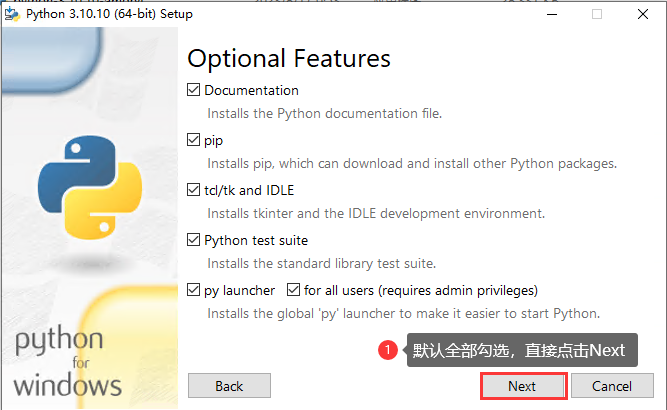 Python 3.10.10 (64-bit) Setup
Optional Features
Documentation
Installs the Python documentation file.
pip
Installs pip, which can download and install other Python packages.
tcl/tk and IDLE
Installs tkinter and the IDLE development environment.
Python test suite
Installs the standard library test suite.
py launcher for all users (requires admin privileges)
Installs the global 'py' launcher to make it easier to start Python.
1 默认全部勾选，直接点击Next
python
for
windows
Back Next Cancel